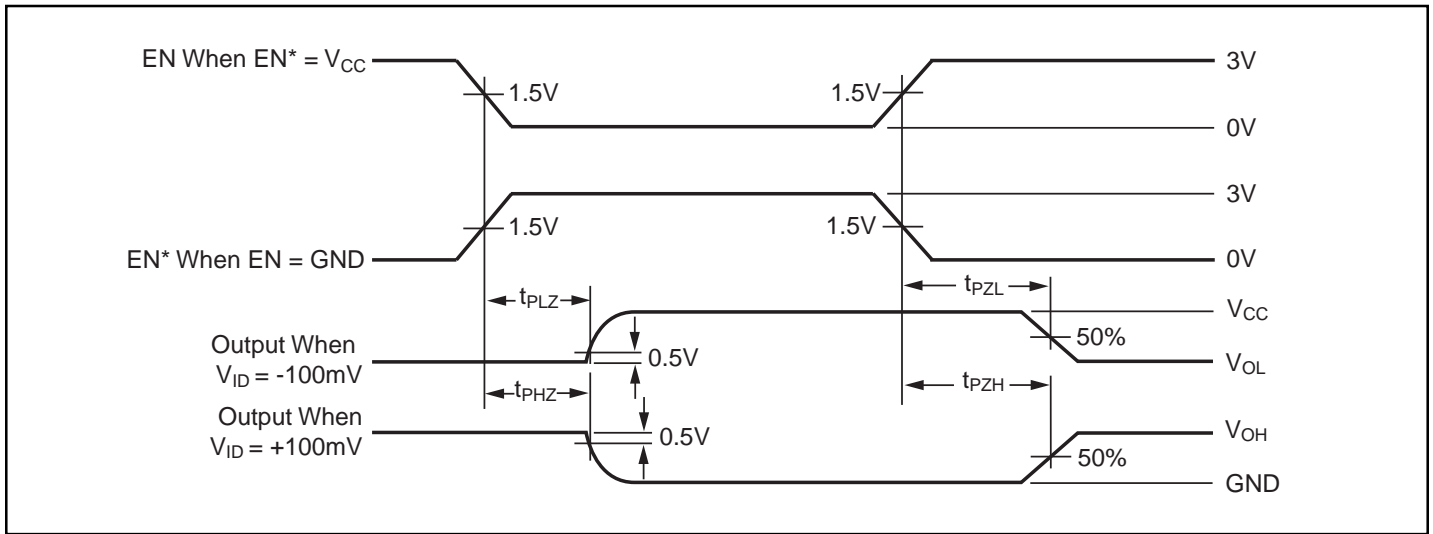 EN When EN* = VCC
3V
1.5V
1.5V
0V
3V
1.5V
1.5V
EN* When EN = GND
0V
tPLZ
tPZL
VCC
Output When
VID = -100mV
0.5V
50%
VOL
tPHZ
tPZH
Output When
VID = +100mV
0.5V
VOH
50%
GND